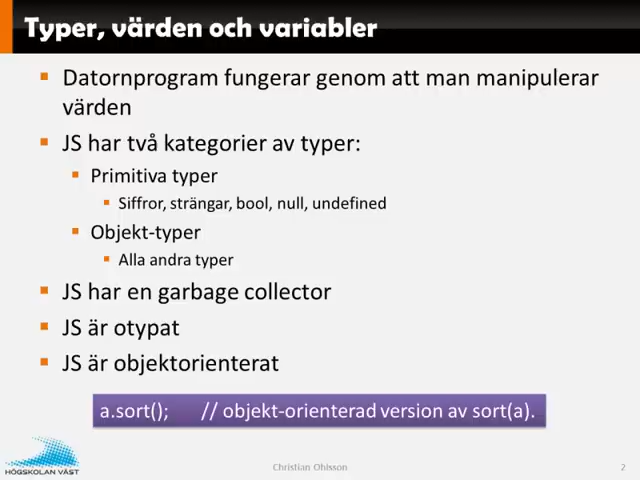 Typer, värden och variabler
Datornprogram fungerar genom att man manipulerar
värden
JS har två kategorier av typer:
Primitiva typer
Siffror, strängar, bool, null, undefined
Objekt-typer
Alla andra typer
JS har en garbage collector
JS är otypat
JS är objektorienterat
a.sort(); // objekt-orienterad version av sort(a).
HÖGSKOLAN VÄST
Christian Ohlsson
2